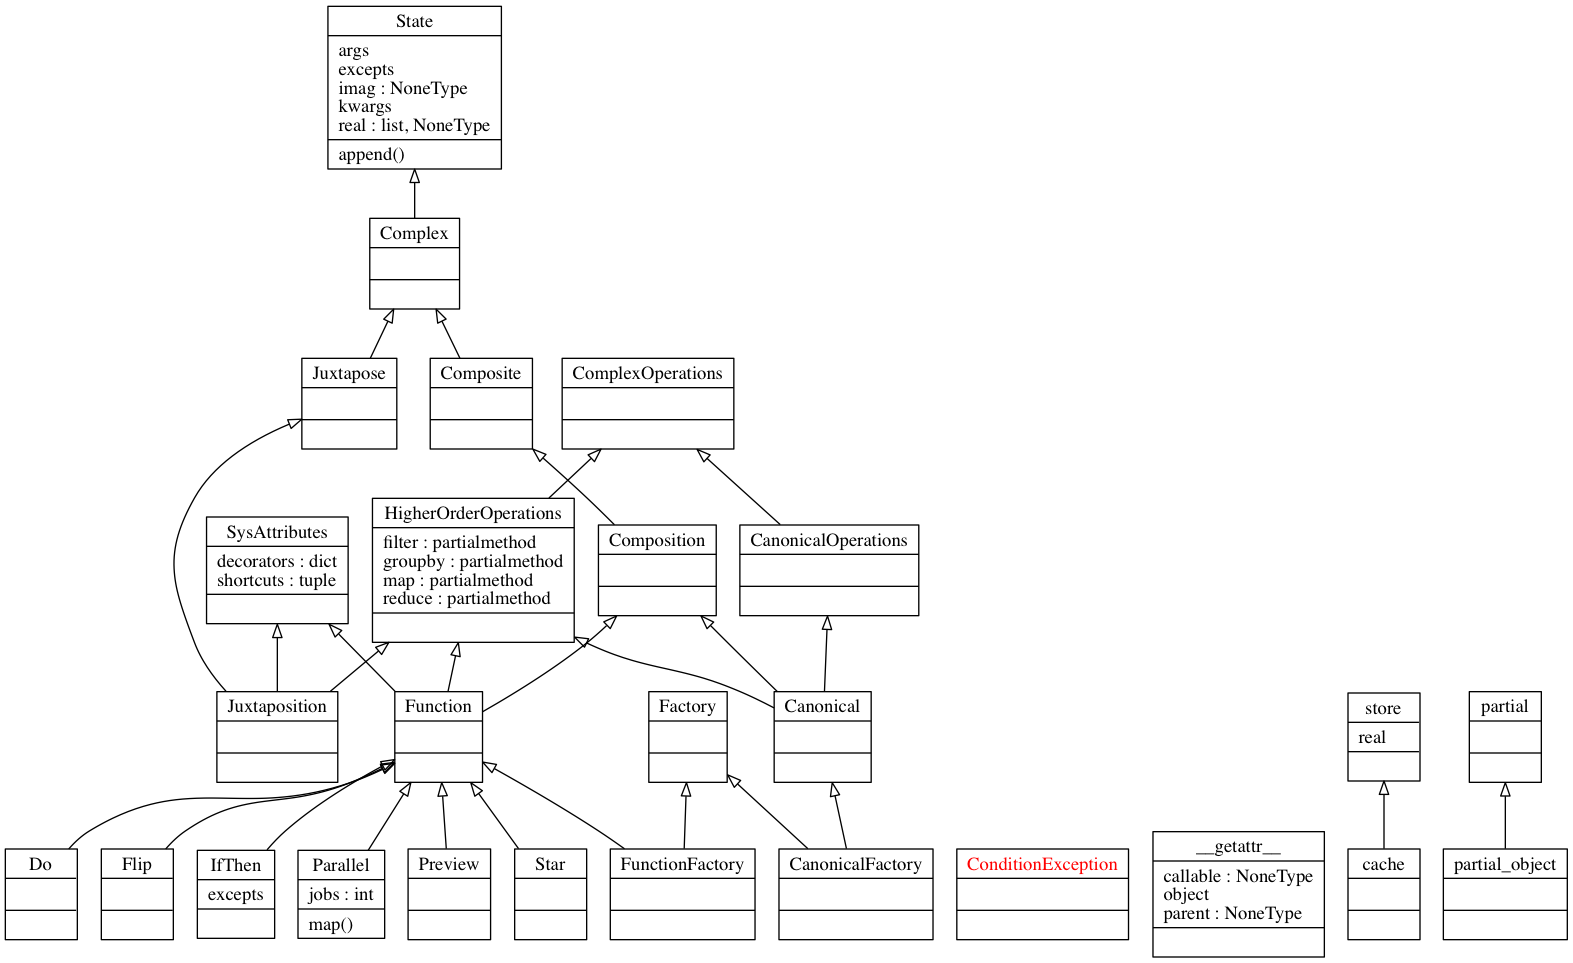 State
args
excepts
imag : NoneType
kwargs
real : list, NoneType
append()
Complex
Juxtapose
Composite
ComplexOperations
SysAttributes
decorators : dict
shortcuts : tuple
HigherOrderOperations
filter : partialmethod
groupby : partialmethod
map : partialmethod
reduce : partialmethod
Composition
CanonicalOperations
Juxtaposition
Function
Factory
Canonical
store
real
partial
Do
Flip
IfThen
excepts
Parallel
jobs : int
map()
Preview
Star
FunctionFactory
CanonicalFactory
ConditionException
__getattr__
callable : NoneType
object
parent : NoneType
cache
partial_object